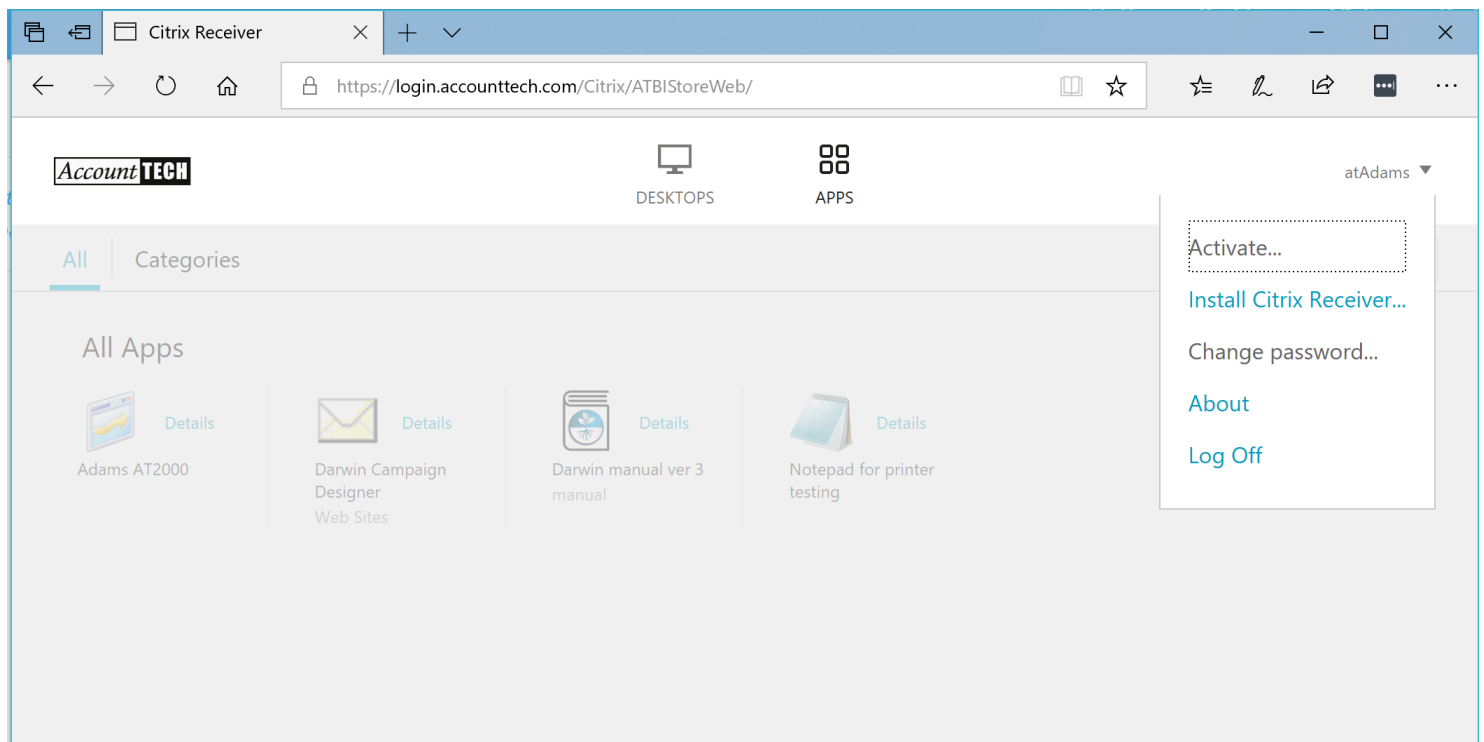 Citrix Receiver
https://login.accounttech.com/Citrix/ATBIStoreWeb/
Account TECH
DESKTOPS
APPS
atAdams
All
Categories
Activate...
Install Citrix Receiver...
Change password...
About
Log Off
All Apps
Details
Adams AT2000
Details
Darwin Campaign
Designer
Web Sites
Details
Darwin manual ver 3
manual
Details
Notepad for printer
testing